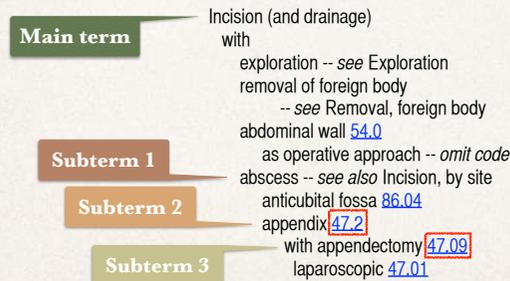 Main term
Incision (and drainage)
with
exploration -- see Exploration
removal of foreign body
-- see Removal, foreign body
abdominal wall 54.0
as operative approach -- omit code
Subterm 1
abscess -- see also Incision, by site
anticubital fossa 86.04
Subterm 2
appendix 47.2
with appendectomy 47.09
Subterm 3
laparoscopic 47.01